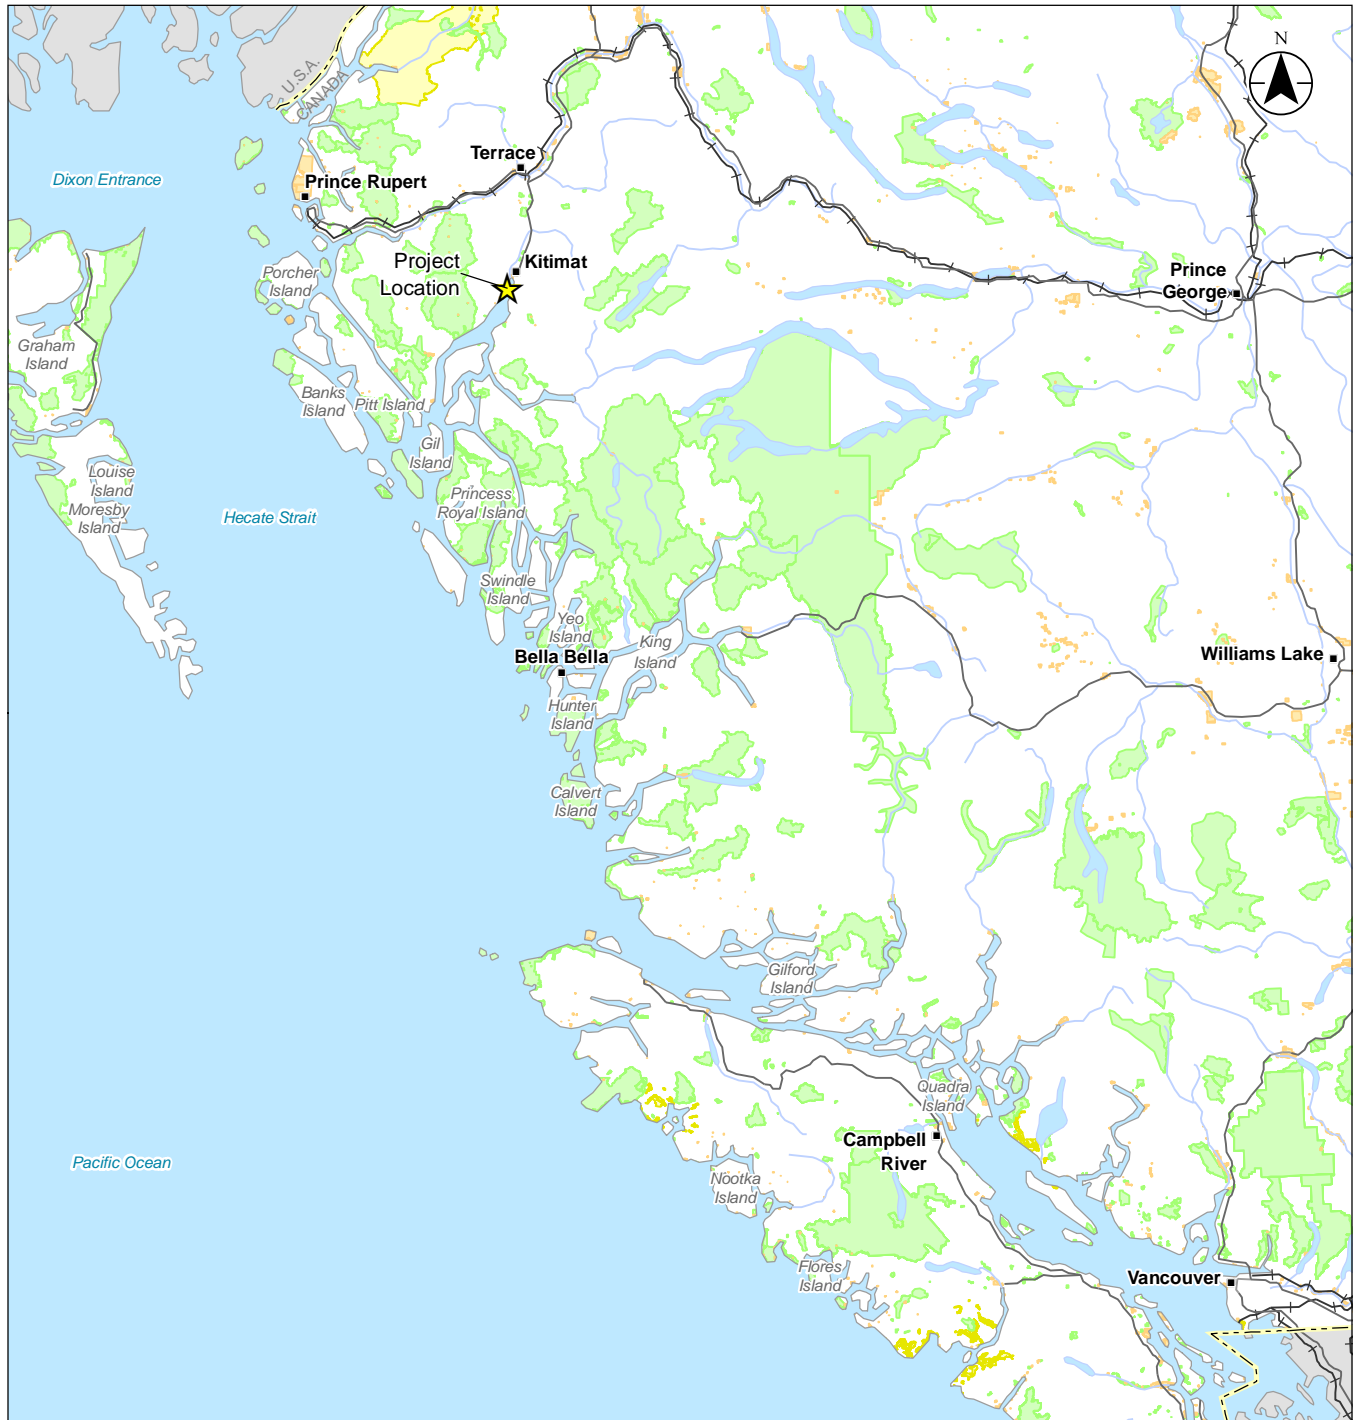 N
U.S.A.
CANADA
Dixon Entrance
Terrace
Prince Rupert
Project
Location
Kitimat
Porcher
Island
Prince
George
Graham
Island
Banks
Island
Pitt Island
Gil
Island
Louise
Island
Moresby
Island
Princess
Royal Island
Hecate Strait
Swindle
Island
Yeo
Island
King
Island
Bella Bella
Williams Lake
Hunter
Island
Calvert
Island
Gilford
Island
Quadra
Island
Campbell
River
Pacific Ocean
Nootka
Island
Flores
Island
Vancouver